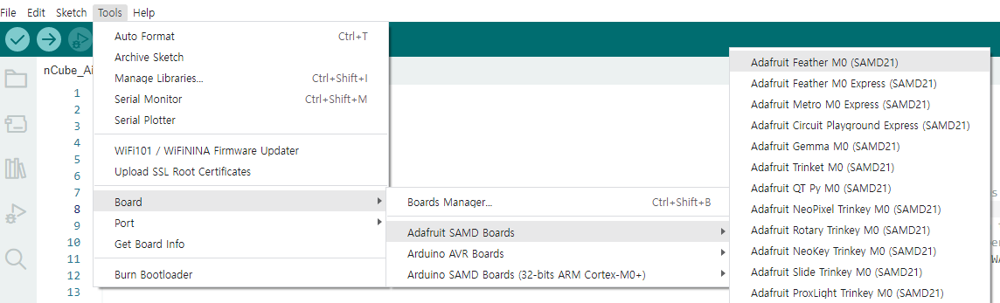 File Edit Sketch Tools Help
nCube_Ai
Auto Format Ctrl+T
Archive Sketch
Manage Libraries... Ctrl+Shift+I
Serial Monitor Ctrl+Shift+M
Serial Plotter
WiFi101 / WiFiNINA Firmware Updater
Upload SSL Root Certificates
Board
Port
Get Board Info
Burn Bootloader
Boards Manager... Ctrl+Shift+B
Adafruit SAMD Boards
Arduino AVR Boards
Arduino SAMD Boards (32-bits ARM Cortex-M0+)
Adafruit Feather M0 (SAMD21)
Adafruit Feather M0 Express (SAMD21)
Adafruit Metro M0 Express (SAMD21)
Adafruit Circuit Playground Express (SAMD21)
Adafruit Gemma M0 (SAMD21)
Adafruit Trinket M0 (SAMD21)
Adafruit QT Py M0 (SAMD21)
Adafruit NeoPixel Trinkey M0 (SAMD21)
Adafruit Rotary Trinkey M0 (SAMD21)
Adafruit NeoKey Trinkey M0 (SAMD21)
Adafruit Slide Trinkey M0 (SAMD21)
Adafruit ProxLight Trinkey M0 (SAMD21)
1
2
3
4
5
6
7
8
9
10
11
12
13